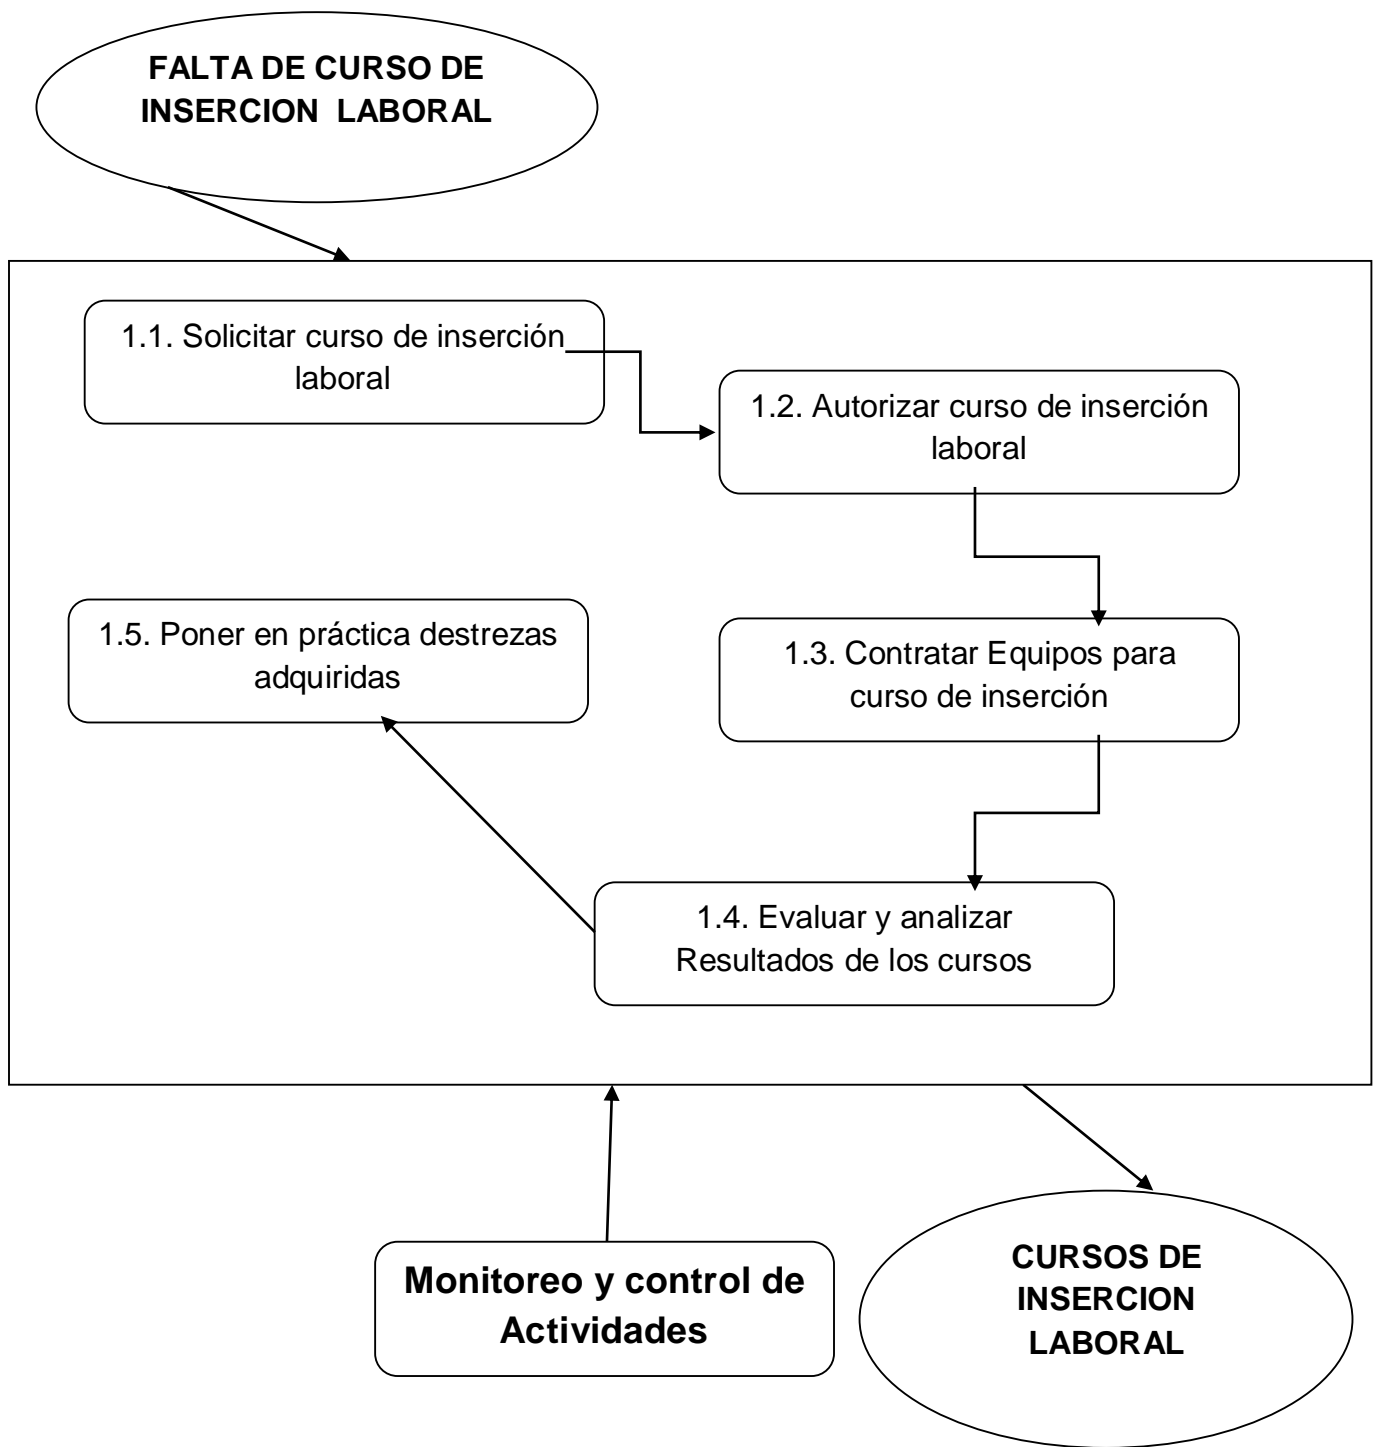 FALTA DE CURSO DE
INSERCION LABORAL
1.1. Solicitar curso de inserción
laboral
1.2. Autorizar curso de inserción
laboral
1.5. Poner en práctica destrezas
adquiridas
1.3. Contratar Equipos para
curso de inserción
1.4. Evaluar y analizar
Resultados de los cursos
Monitoreo y control de
Actividades
CURSOS DE
INSERCION
LABORAL